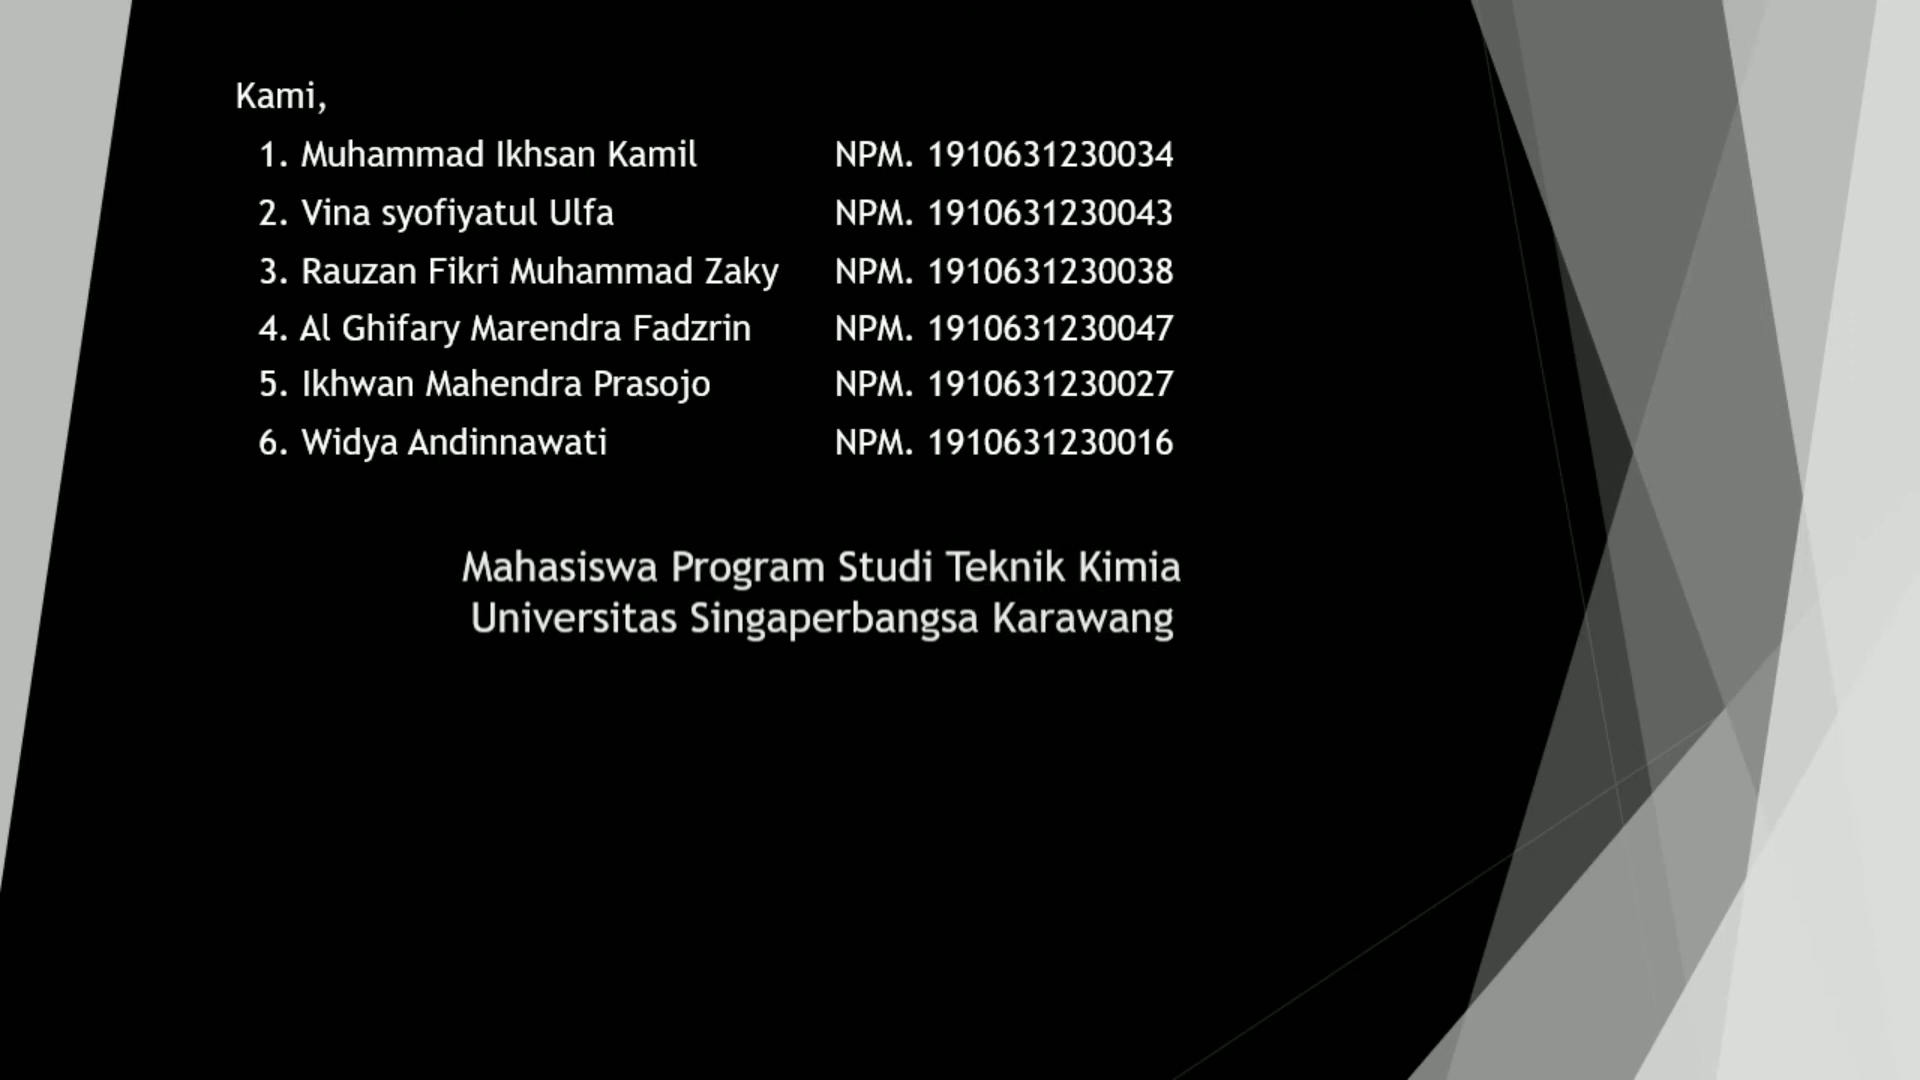 Kami,
1. Muhammad Ikhsan Kamil NPM. 1910631230034
2. Vina syofiyatul Ulfa NPM. 1910631230043
3. Rauzan Fikri Muhammad Zaky NPM. 1910631230038
4. Al Ghifary Marendra Fadzrin NPM. 1910631230047
5. Ikhwan Mahendra Prasojo NPM. 1910631230027
6. Widya Andinnawati NPM. 1910631230016
Mahasiswa Program Studi Teknik Kimia
Universitas Singaperbangsa Karawang